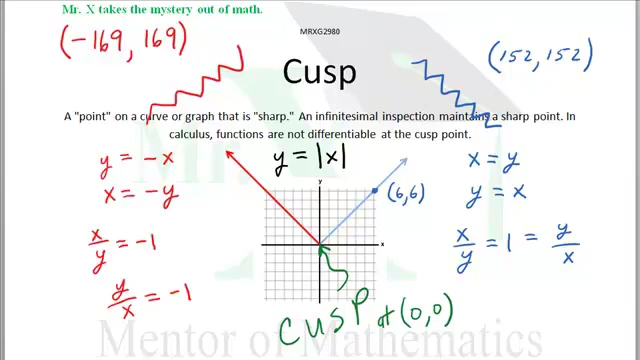 Mr. X takes the mystery out of math.
(-169, 169)
MRXG2980
(152, 152)
Cusp
A "point" on a curve or graph that is "sharp." An infinitesimal inspection maintains a sharp point. In
calculus, functions are not differentiable at the cusp point.
y = -x
y = |x|
x = y
x = -y
y
(6,6)
y = x
x/y = -1
x
x/y = 1 = y/x
y/x = -1
CUSP at (0,0)
Mentor of Mathematics